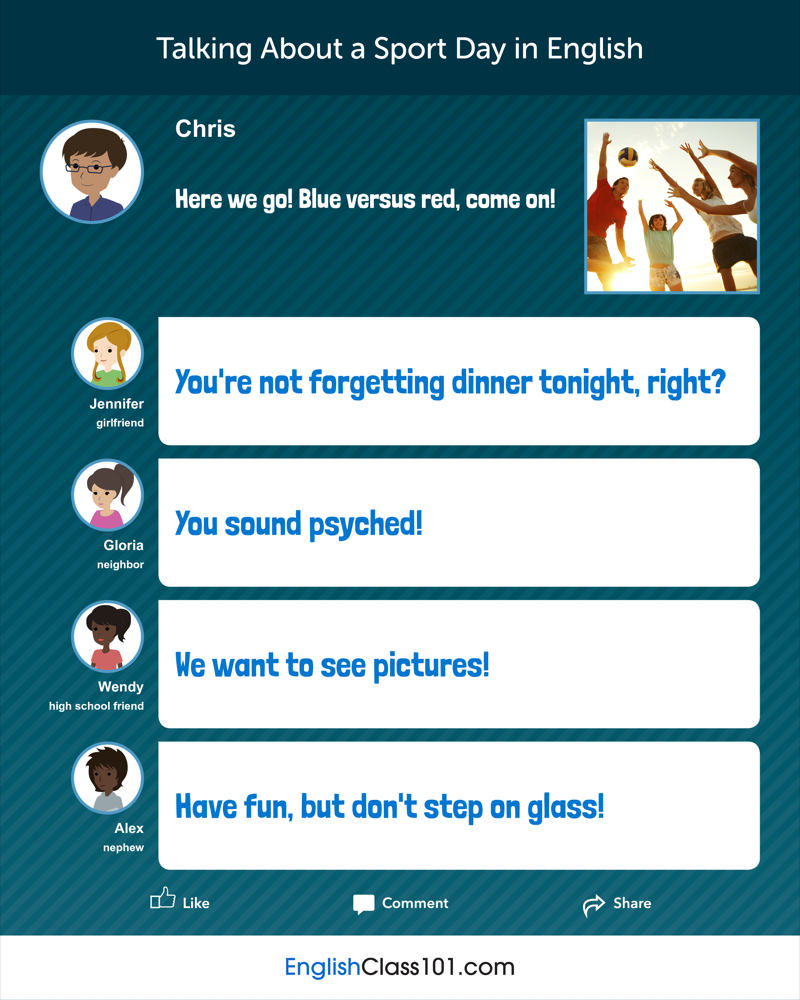 Talking About a Sport Day in English
Chris
Here we go! Blue versus red, come on!
You're not forgetting dinner tonight, right?
Jennifer
girlfriend
You sound psyched!
Gloria
neighbor
We want to see pictures!
Wendy
high school friend
Have fun, but don't step on glass!
Alex
nephew
Like
Comment
Share
EnglishClass101.com